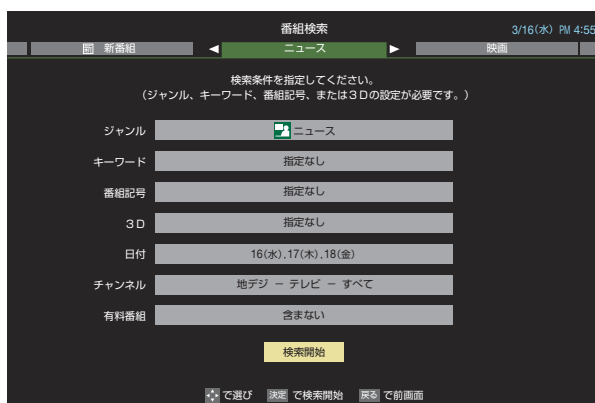 番組検索
3/16(水) PM 4:55
新番組 ◀ ニュース ▶ 映画
検索条件を指定してください。
(ジャンル、キーワード、番組記号、または3Dの設定が必要です。)
ジャンル ニュース
キーワード 指定なし
番組記号 指定なし
3D 指定なし
日付 16(水),17(木),18(金)
チャンネル 地デジ － テレビ － すべて
有料番組 含まない
検索開始
で選び 決定 で検索開始 戻る で前画面